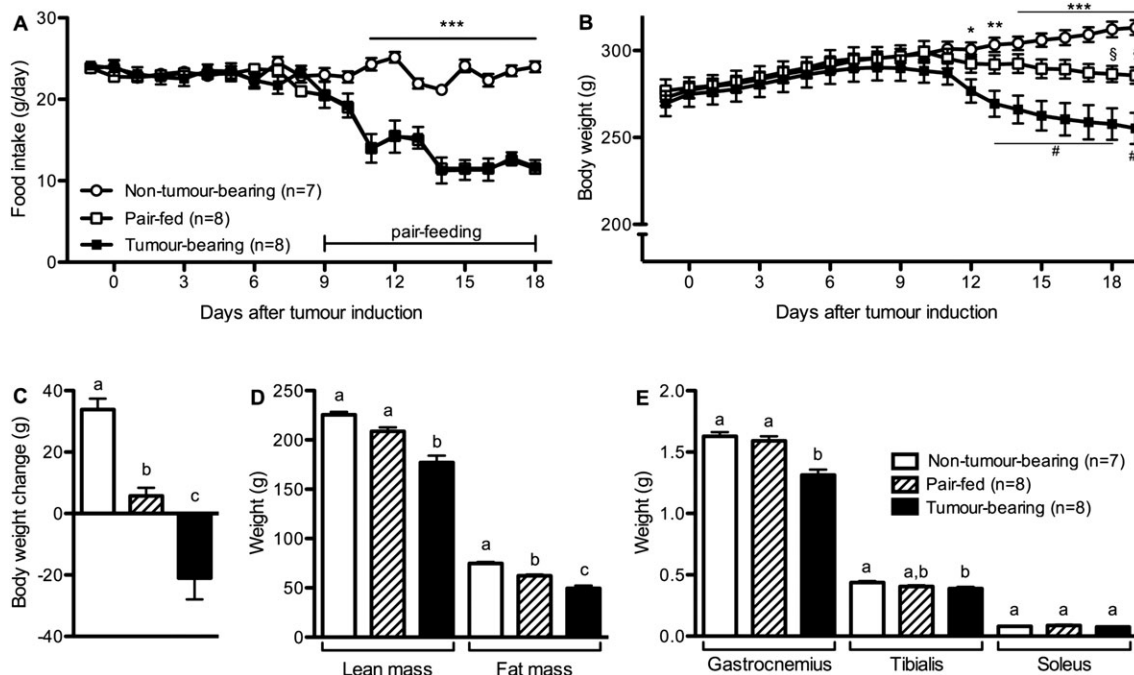 A
Food intake (g/day)
30
20
10
0
***
Non-tumour-bearing (n=7)
Pair-fed (n=8)
Tumour-bearing (n=8)
pair-feeding
0 3 6 9 12 15 18
Days after tumour induction
B
Body weight (g)
300
250
200
* ** ***
§
#
#
0 3 6 9 12 15 18
Days after tumour induction
C
Body weight change (g)
40
20
0
-20
-40
a
b
c
D
Weight (g)
250
200
150
100
50
0
a a b
a b c
Lean mass Fat mass
E
Weight (g)
2.0
1.5
1.0
0.5
0.0
a a b
a a,b b
a a a
Non-tumour-bearing (n=7)
Pair-fed (n=8)
Tumour-bearing (n=8)
Gastrocnemius Tibialis Soleus